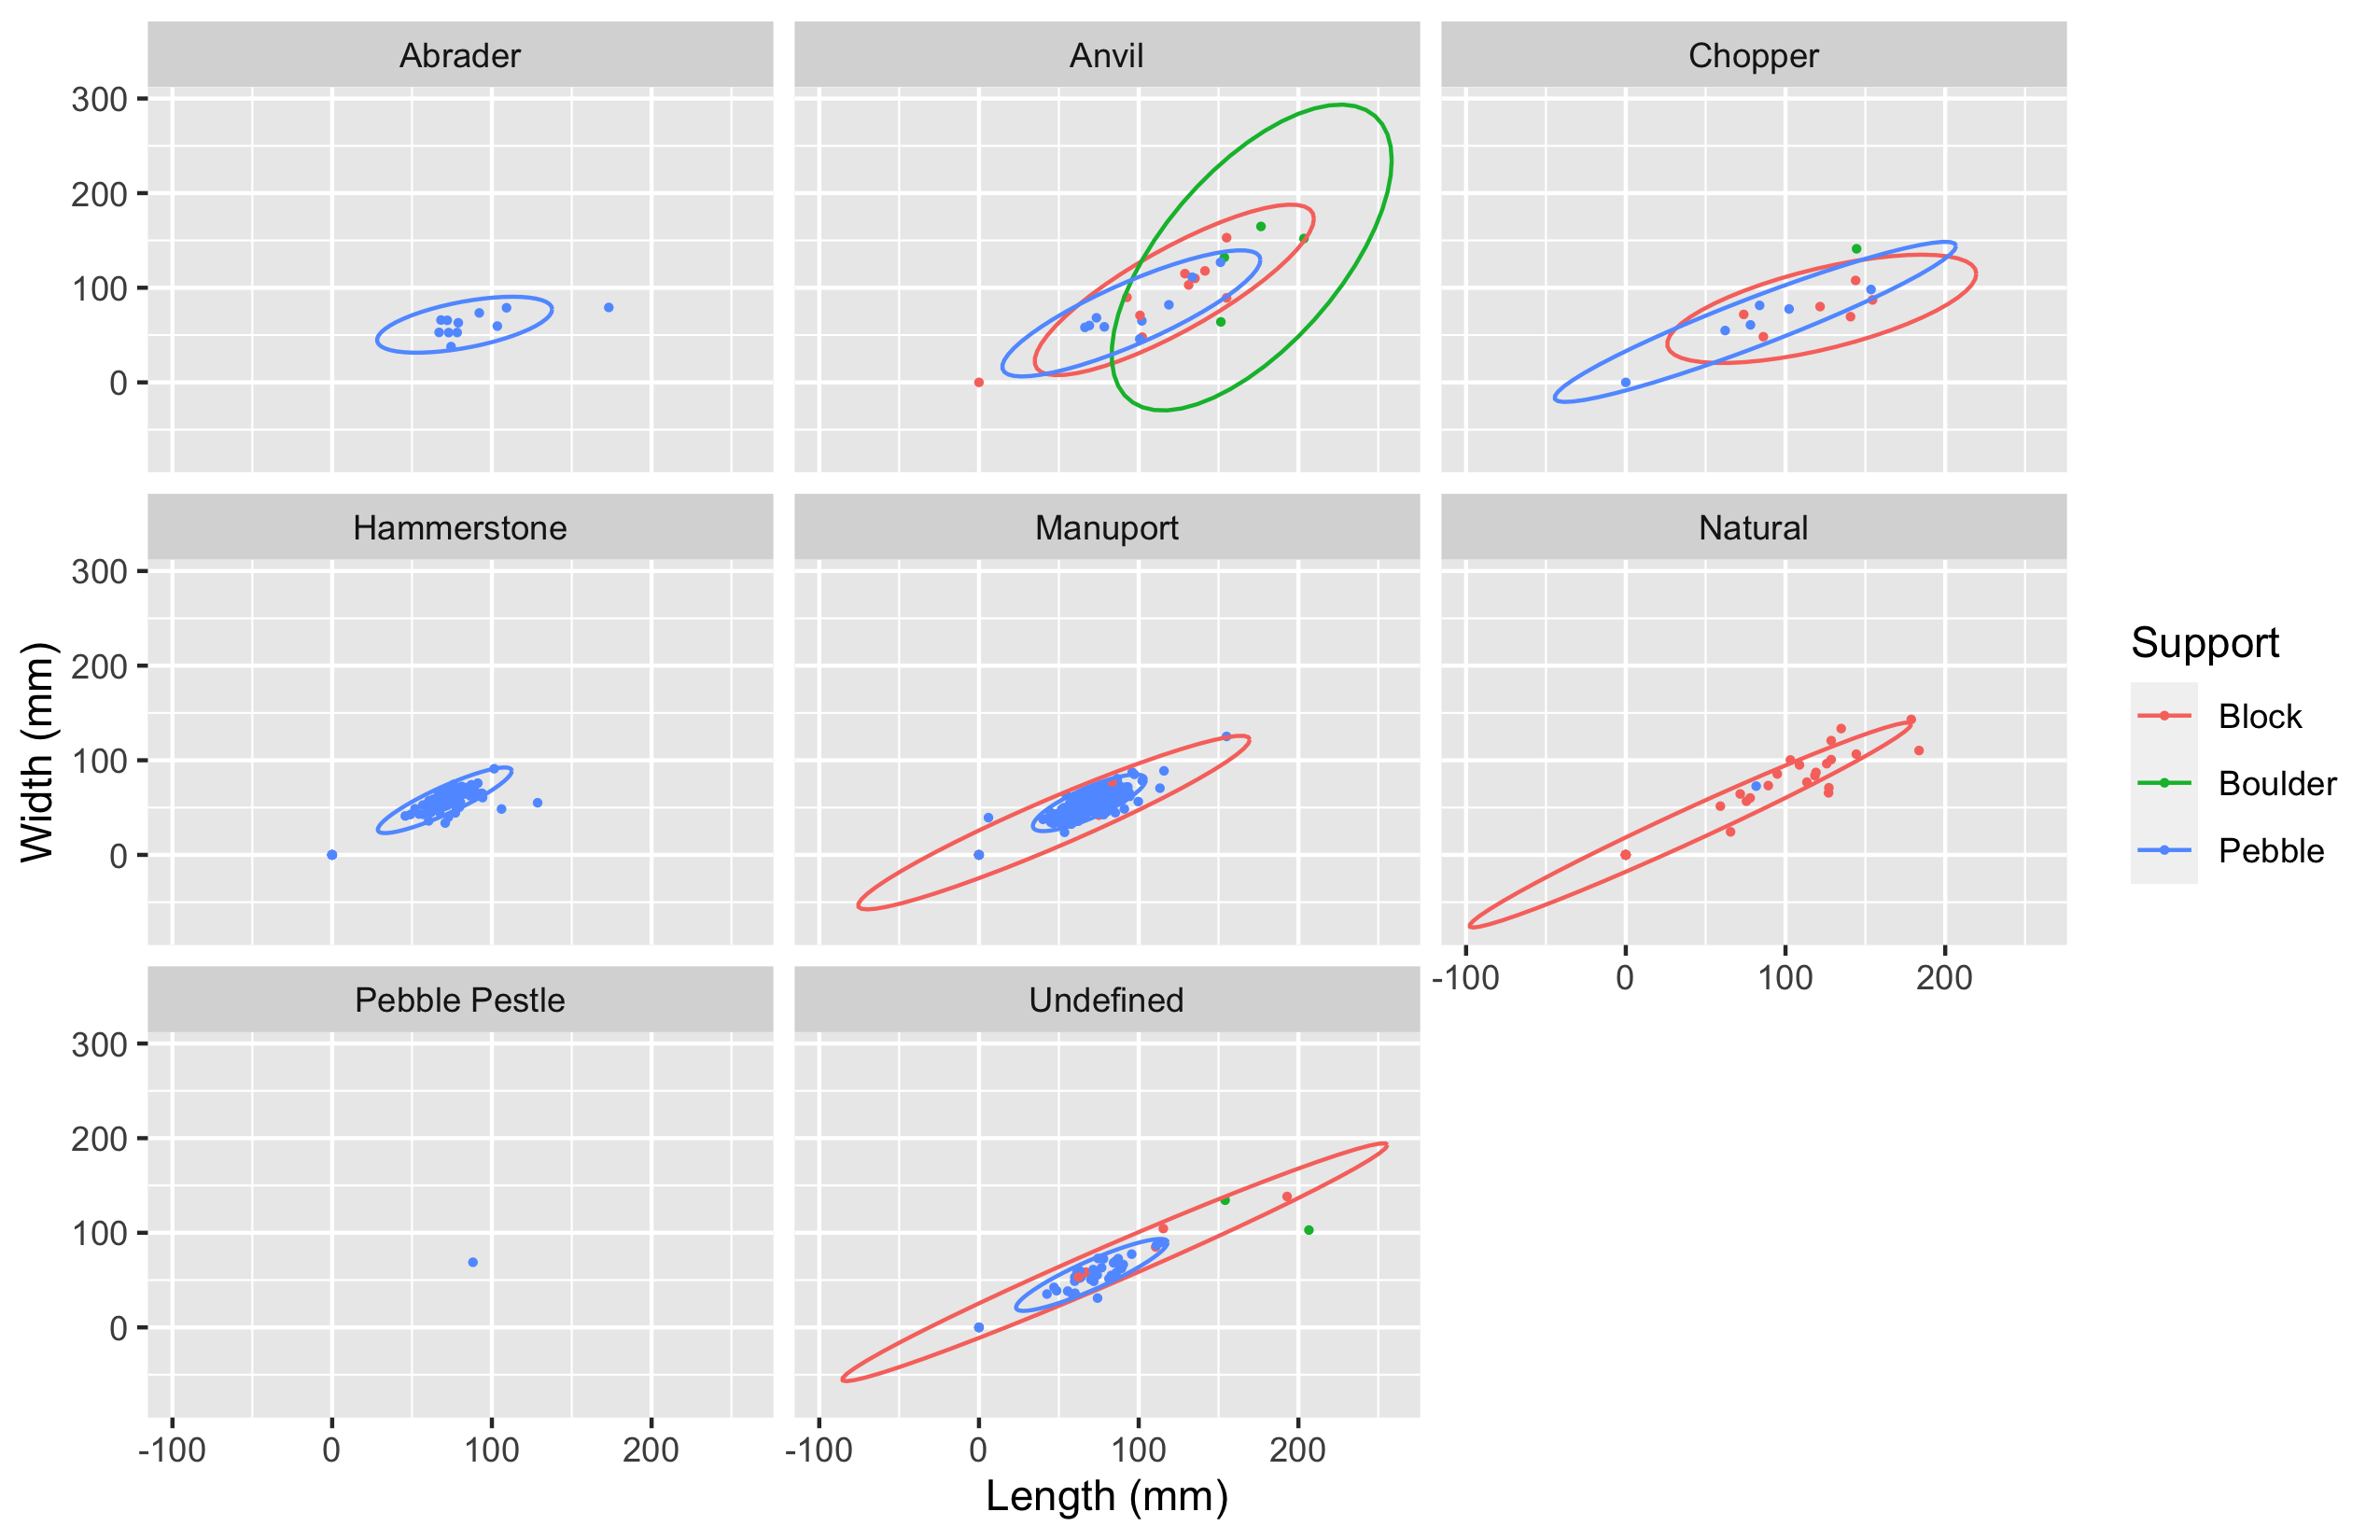 Abrader
Anvil
Chopper
300
200
100
0
Hammerstone
Manuport
Natural
300
200
100
0
-100 0 100 200
Pebble Pestle
Undefined
300
200
100
0
-100 0 100 200
-100 0 100 200
Length (mm)
Width (mm)
Support
Block
Boulder
Pebble